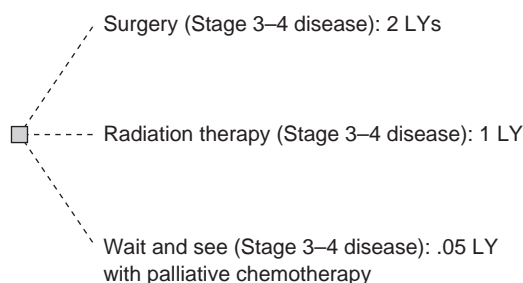 Surgery (Stage 3–4 disease): 2 LYs
Radiation therapy (Stage 3–4 disease): 1 LY
Wait and see (Stage 3–4 disease): .05 LY
with palliative chemotherapy